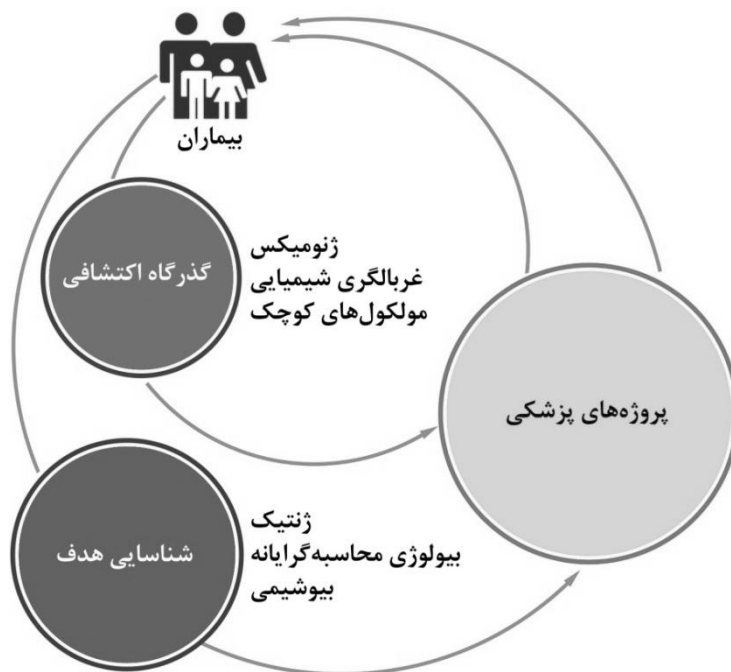 بیماران
ژنومیکس
غربالگری شیمیایی
مولکول‌های کوچک
گذرگاه اکتشافی
پروژه‌های پزشکی
ژنتیک
بیولوژی محاسبه‌گرایانه
بیوشیمی
شناسایی هدف